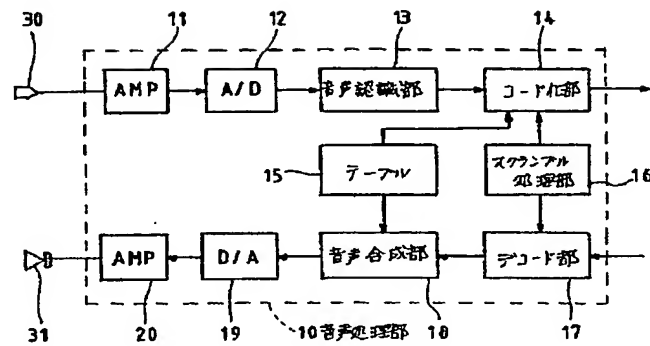 30
11
12
13
14
AMP
A/D
音声認識部
コード化部
15
テーブル
スクランブル
処理部
16
AMP
D/A
音声合成部
デコード部
31
20
19
10 音声処理部
18
17